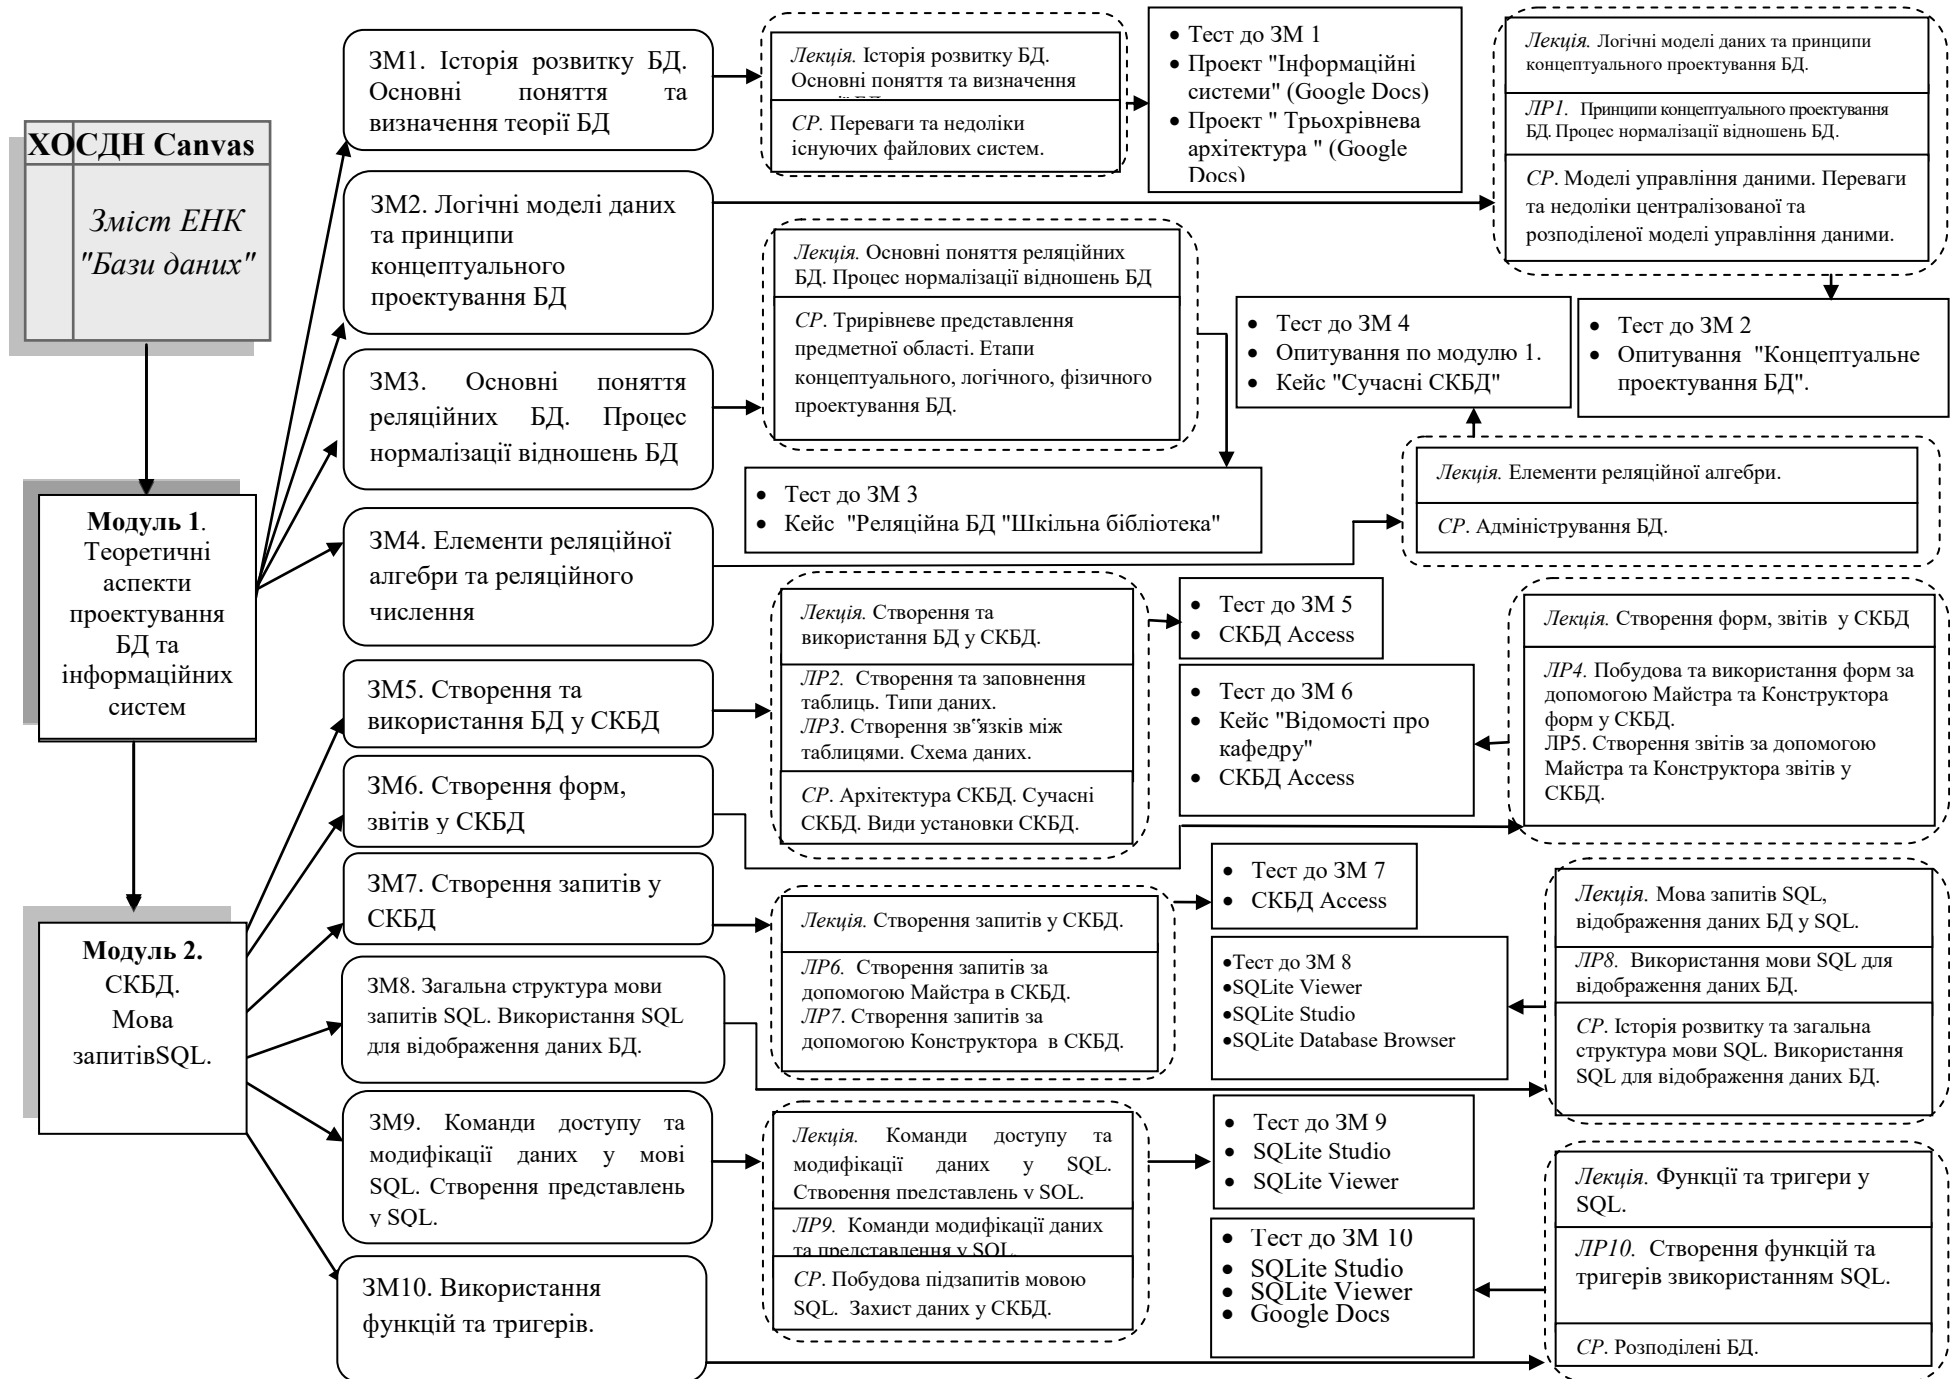 ХОСДН Canvas
Зміст ЕНК
"Бази даних"
Модуль 1.
Теоретичні
аспекти
проектування
БД та
інформаційних
систем
Модуль 2.
СКБД.
Мова
запитівSQL.
ЗМ1. Історія розвитку БД.
Основні поняття та
визначення теорії БД
ЗМ2. Логічні моделі даних
та принципи
концептуального
проектування БД
ЗМ3. Основні поняття
реляційних БД. Процес
нормалізації відношень БД
ЗМ4. Елементи реляційної
алгебри та реляційного
числення
ЗМ5. Створення та
використання БД у СКБД
ЗМ6. Створення форм,
звітів у СКБД
ЗМ7. Створення запитів у
СКБД
ЗМ8. Загальна структура мови
запитів SQL. Використання SQL
для відображення даних БД.
ЗМ9. Команди доступу та
модифікації даних у мові
SQL. Створення представлень
у SQL.
ЗМ10. Використання
функцій та тригерів.
Лекція. Історія розвитку БД.
Основні поняття та визначення
СР. Переваги та недоліки
існуючих файлових систем.
• Тест до ЗМ 1
• Проект "Інформаційні
системи" (Google Docs)
• Проект " Трьохрівнева
архітектура " (Google
Docs)
Лекція. Логічні моделі даних та принципи
концептуального проектування БД.
ЛР1. Принципи концептуального проектування
БД. Процес нормалізації відношень БД.
СР. Моделі управління даними. Переваги
та недоліки централізованої та
розподіленої моделі управління даними.
• Тест до ЗМ 2
• Опитування "Концептуальне
проектування БД".
Лекція. Основні поняття реляційних
БД. Процес нормалізації відношень БД
СР. Трирівневе представлення
предметної області. Етапи
концептуального, логічного, фізичного
проектування БД.
• Тест до ЗМ 3
• Кейс "Реляційна БД "Шкільна бібліотека"
• Тест до ЗМ 4
• Опитування по модулю 1.
• Кейс "Сучасні СКБД"
Лекція. Елементи реляційної алгебри.
СР. Адміністрування БД.
Лекція. Створення та
використання БД у СКБД.
ЛР2. Створення та заповнення
таблиць. Типи даних.
ЛР3. Створення зв‟язків між
таблицями. Схема даних.
СР. Архітектура СКБД. Сучасні
СКБД. Види установки СКБД.
• Тест до ЗМ 5
• СКБД Access
• Тест до ЗМ 6
• Кейс "Відомості про
кафедру"
• СКБД Access
Лекція. Створення форм, звітів у СКБД
ЛР4. Побудова та використання форм за
допомогою Майстра та Конструктора
форм у СКБД.
ЛР5. Створення звітів за допомогою
Майстра та Конструктора звітів у
СКБД.
Лекція. Створення запитів у СКБД.
ЛР6. Створення запитів за
допомогою Майстра в СКБД.
ЛР7. Створення запитів за
допомогою Конструктора в СКБД.
• Тест до ЗМ 7
• СКБД Access
•Тест до ЗМ 8
•SQLite Viewer
•SQLite Studio
•SQLite Database Browser
Лекція. Мова запитів SQL,
відображення даних БД у SQL.
ЛР8. Використання мови SQL для
відображення даних БД.
СР. Історія розвитку та загальна
структура мови SQL. Використання
SQL для відображення даних БД.
Лекція. Команди доступу та
модифікації даних у SQL.
Створення представлень у SQL.
ЛР9. Команди модифікації даних
та представлення у SQL.
СР. Побудова підзапитів мовою
SQL. Захист даних у СКБД.
• Тест до ЗМ 9
• SQLite Studio
• SQLite Viewer
• Тест до ЗМ 10
• SQLite Studio
• SQLite Viewer
• Google Docs
Лекція. Функції та тригери у
SQL.
ЛР10. Створення функцій та
тригерів звикористанням SQL.
СР. Розподілені БД.